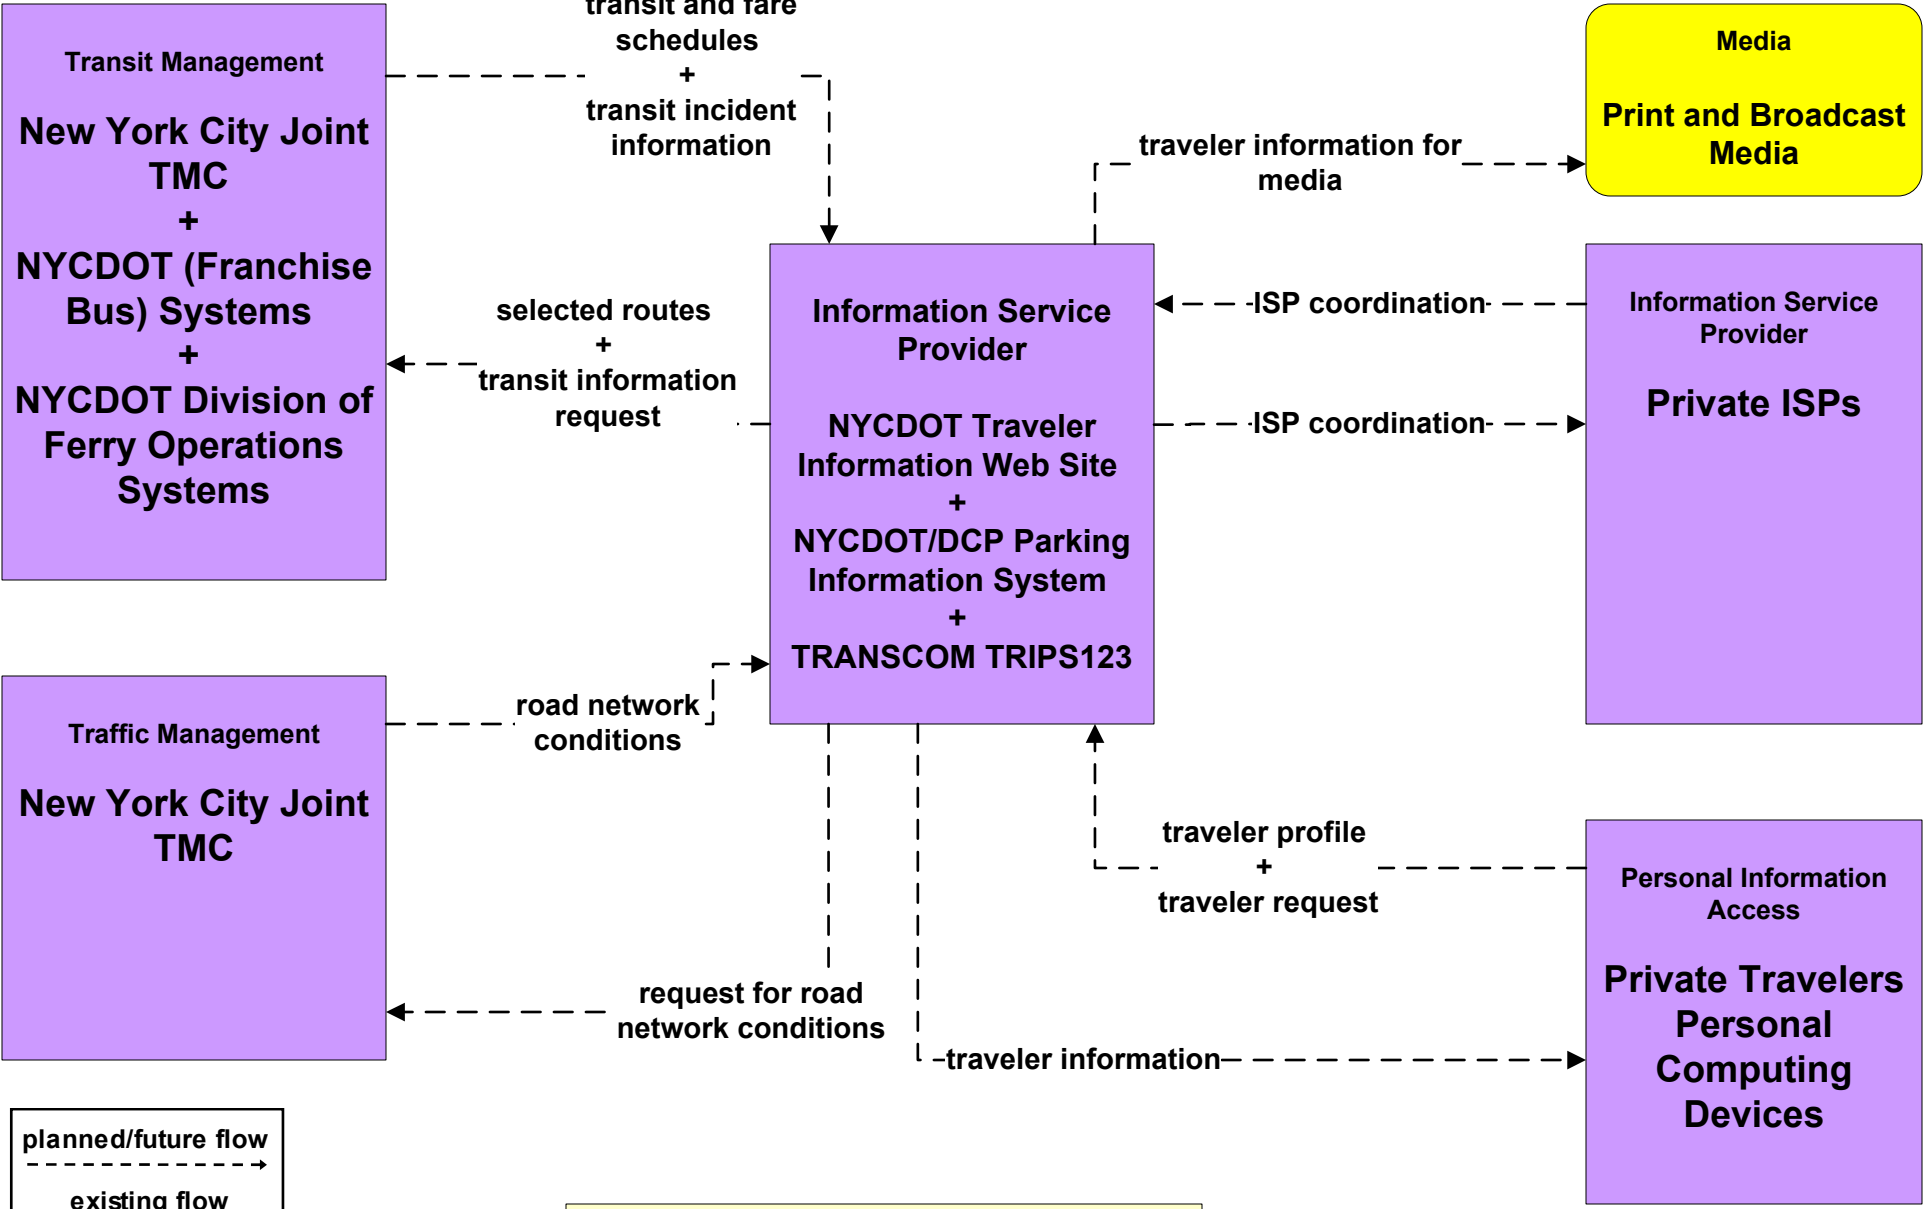 Transit Management
New York City Joint
TMC
+
NYCDOT (Franchise
Bus) Systems
+
NYCDOT Division of
Ferry Operations
Systems
transit and fare
schedules
+
transit incident
information
Media
Print and Broadcast
Media
traveler information for
media
selected routes
+
transit information
request
Information Service
Provider
NYCDOT Traveler
Information Web Site
+
NYCDOT/DCP Parking
Information System
+
TRANSCOM TRIPS123
ISP coordination
ISP coordination
Information Service
Provider
Private ISPs
Traffic Management
New York City Joint
TMC
road network
conditions
request for road
network conditions
traveler profile
+
traveler request
traveler information
Personal Information
Access
Private Travelers
Personal
Computing
Devices
planned/future flow
existing flow